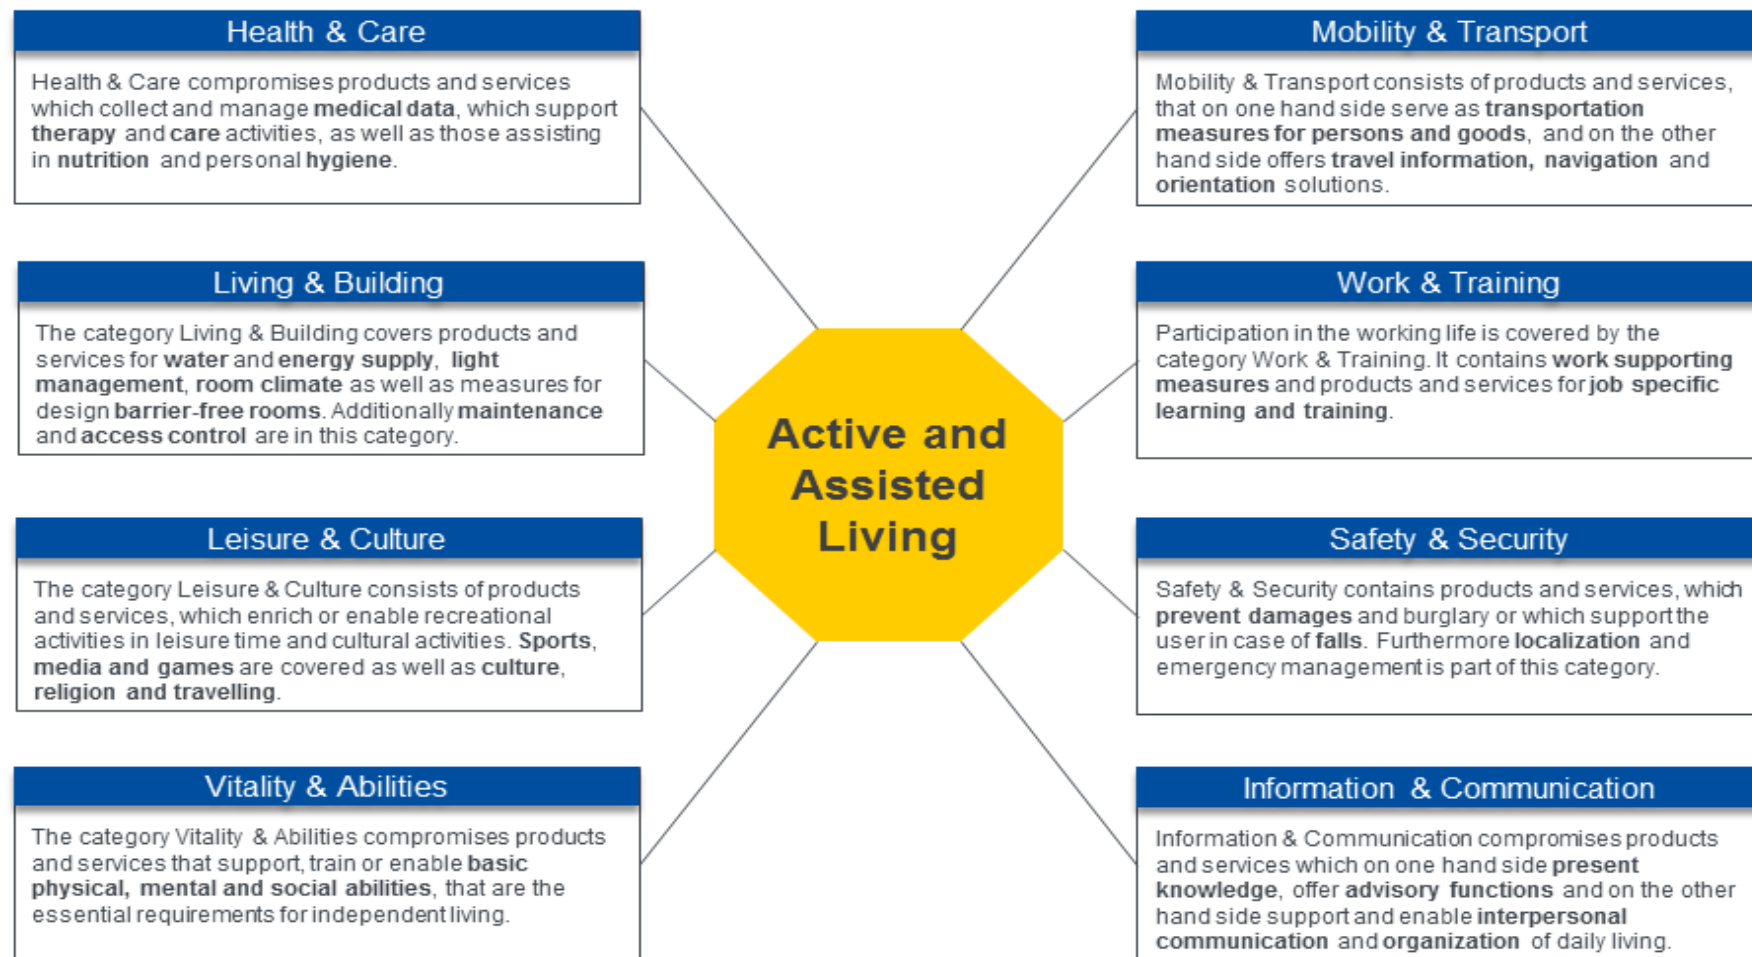 Health & Care
Health & Care compromises products and services
which collect and manage medical data, which support
therapy and care activities, as well as those assisting
in nutrition and personal hygiene.
Living & Building
The category Living & Building covers products and
services for water and energy supply, light
management, room climate as well as measures for
design barrier-free rooms. Additionally maintenance
and access control are in this category.
Leisure & Culture
The category Leisure & Culture consists of products
and services, which enrich or enable recreational
activities in leisure time and cultural activities. Sports,
media and games are covered as well as culture,
religion and travelling.
Vitality & Abilities
The category Vitality & Abilities compromises products
and services that support, train or enable basic
physical, mental and social abilities, that are the
essential requirements for independent living.
Active and
Assisted
Living
Mobility & Transport
Mobility & Transport consists of products and services,
that on one hand side serve as transportation
measures for persons and goods, and on the other
hand side offers travel information, navigation and
orientation solutions.
Work & Training
Participation in the working life is covered by the
category Work & Training. It contains work supporting
measures and products and services for job specific
learning and training.
Safety & Security
Safety & Security contains products and services, which
prevent damages and burglary or which support the
user in case of falls. Furthermore localization and
emergency management is part of this category.
Information & Communication
Information & Communication compromises products
and services which on one hand side present
knowledge, offer advisory functions and on the other
hand side support and enable interpersonal
communication and organization of daily living.